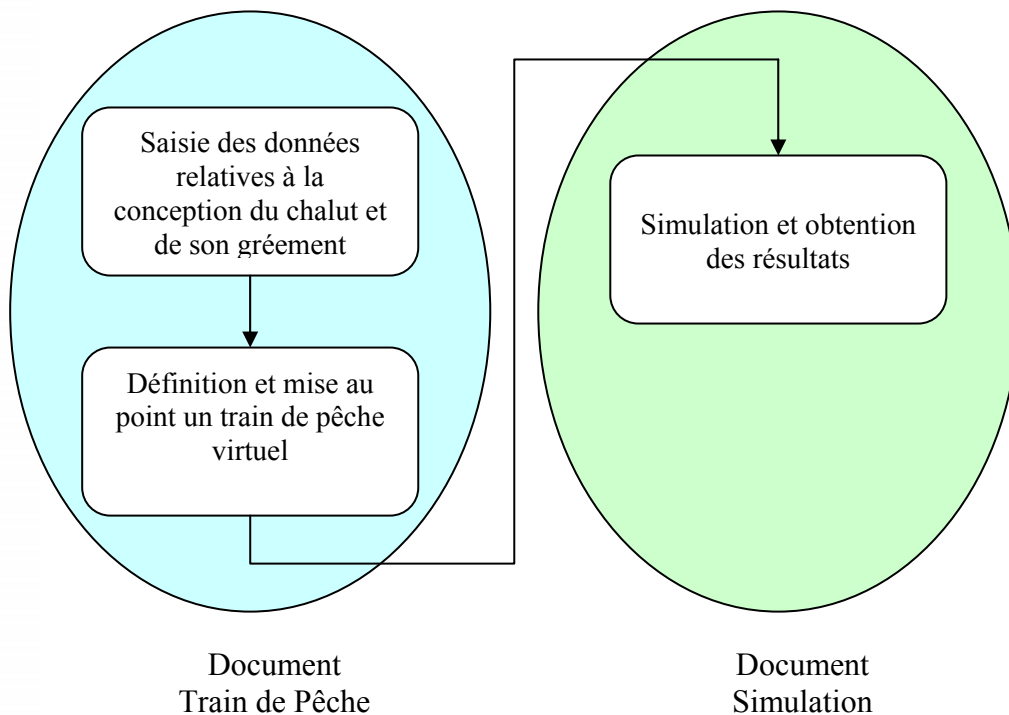 Saisie des données
relatives à la
conception du chalut et
de son gréement
Définition et mise au
point un train de pêche
virtuel
Simulation et obtention
des résultats
Document
Train de Pêche
Document
Simulation